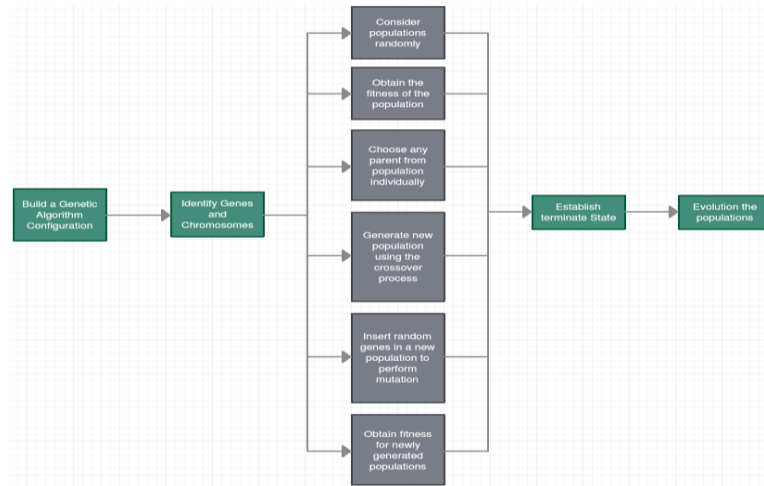 Build a Genetic
Algorithm
Configuration
Identify Genes
and
Chromosomes
Consider
populations
randomly
Obtain the
fitness of the
population
Choose any
parent from
population
individually
Generate new
population
using the
crossover
process
Insert random
genes in a new
population to
perform
mutation
Obtain fitness
for newly
generated
populations
Establish
terminate State
Evolution the
populations